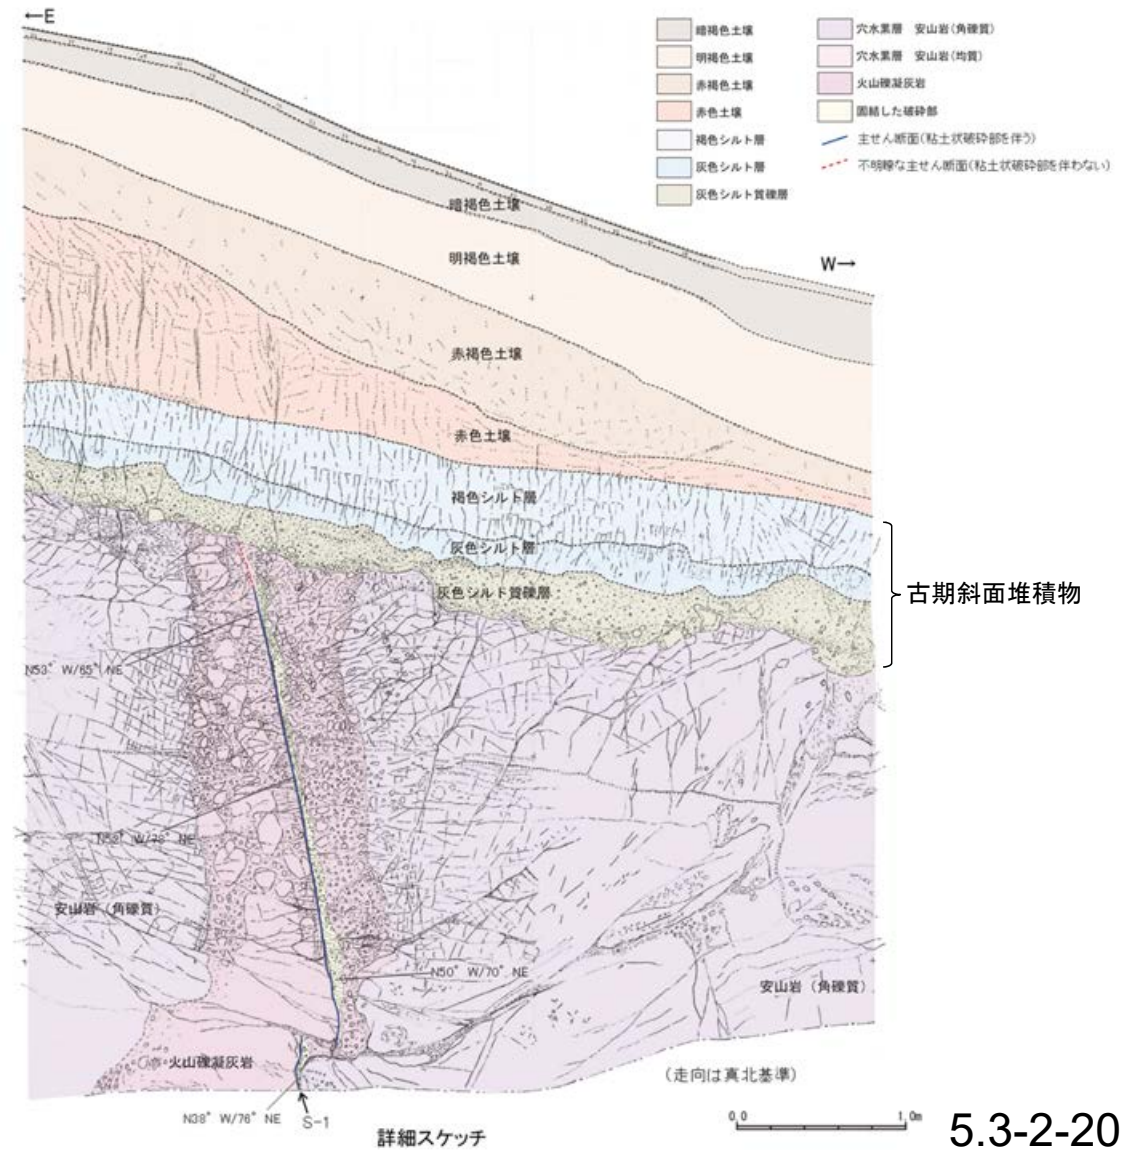 ←E
暗褐色土壌
明褐色土壌
赤褐色土壌
赤色土壌
褐色シルト層
灰色シルト層
灰色シルト質礫層
穴水累層 安山岩(角礫質)
穴水累層 安山岩(均質)
火山礫凝灰岩
固結した破砕部
主せん断面(粘土状破砕部を伴う)
不明瞭な主せん断面(粘土状破砕部を伴わない)
W→
暗褐色土壌
明褐色土壌
赤褐色土壌
赤色土壌
褐色シルト層
灰色シルト層
灰色シルト質礫層
古期斜面堆積物
N53°W/65°NE
N50°W/70°NE
安山岩(角礫質)
安山岩(角礫質)
火山礫凝灰岩
(走向は真北基準)
N38°W/76°NE
S-1
詳細スケッチ
0.0
1.0m
5.3-2-20